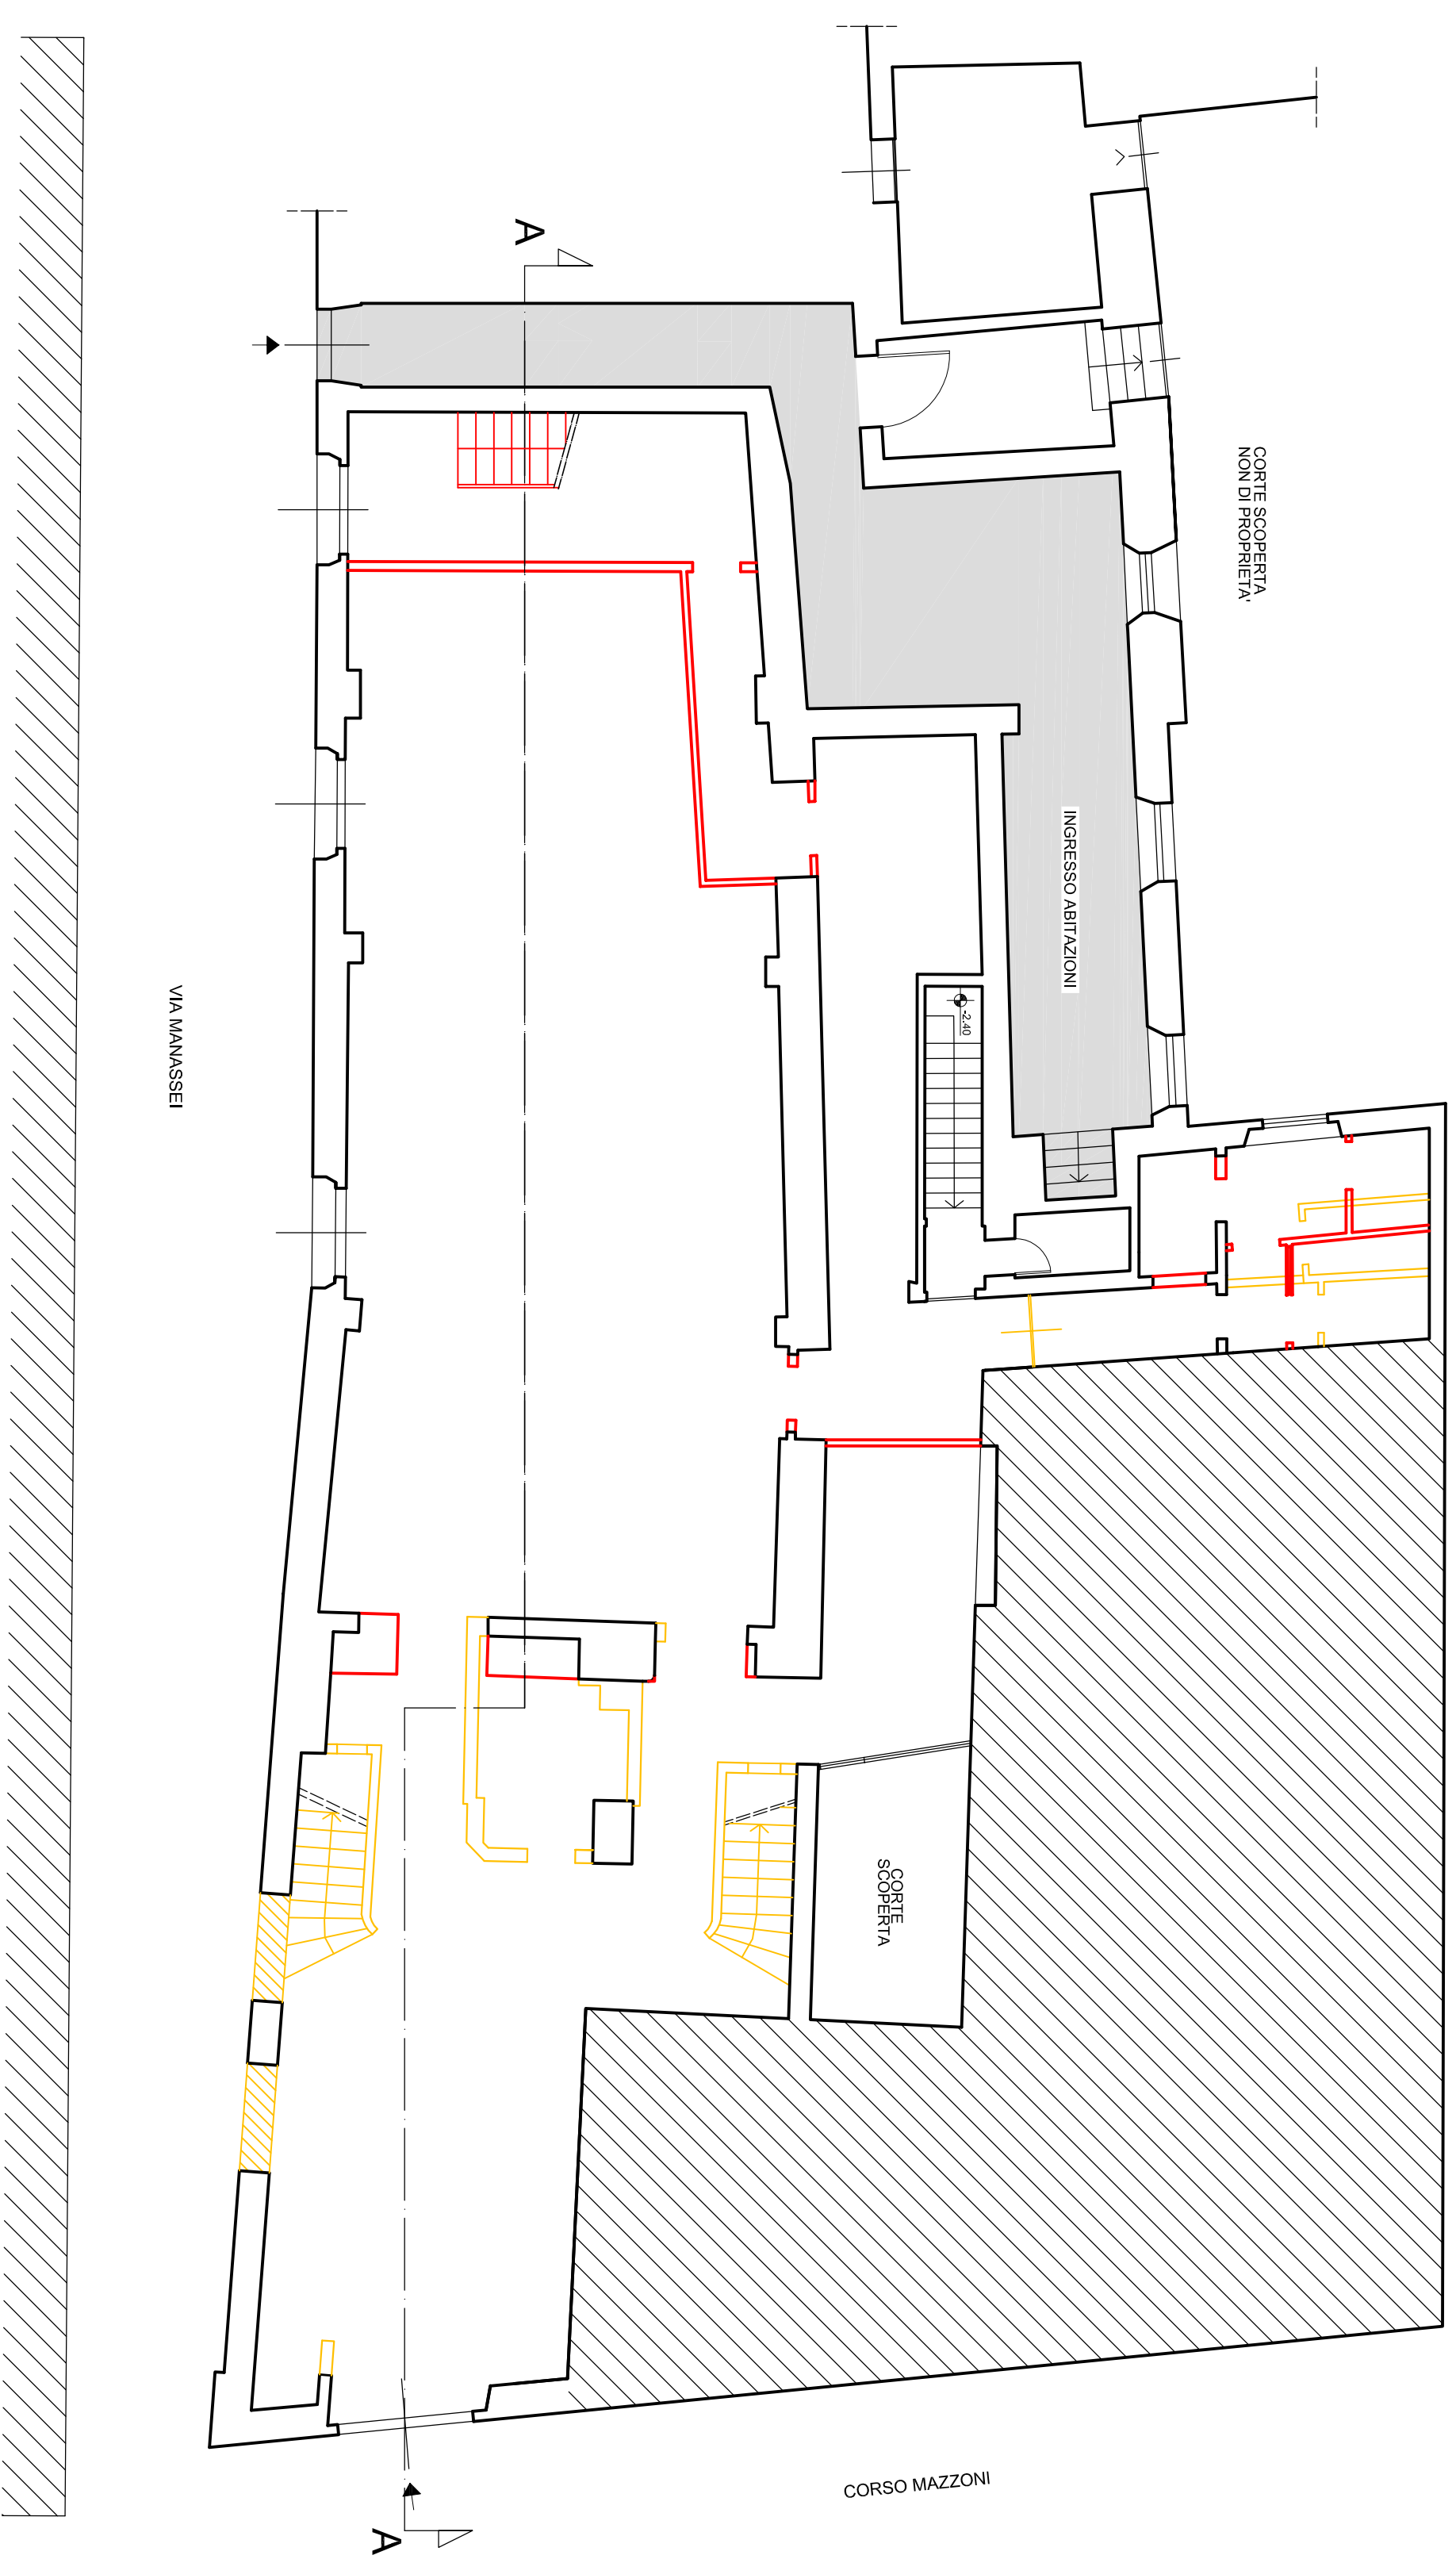 A
CORTE SCOPERTA
NON DI PROPRIETA'
INGRESSO ABITAZIONI
-2.40
VIA MANASSEI
CORTE
SCOPERTA
CORSO MAZZONI
A